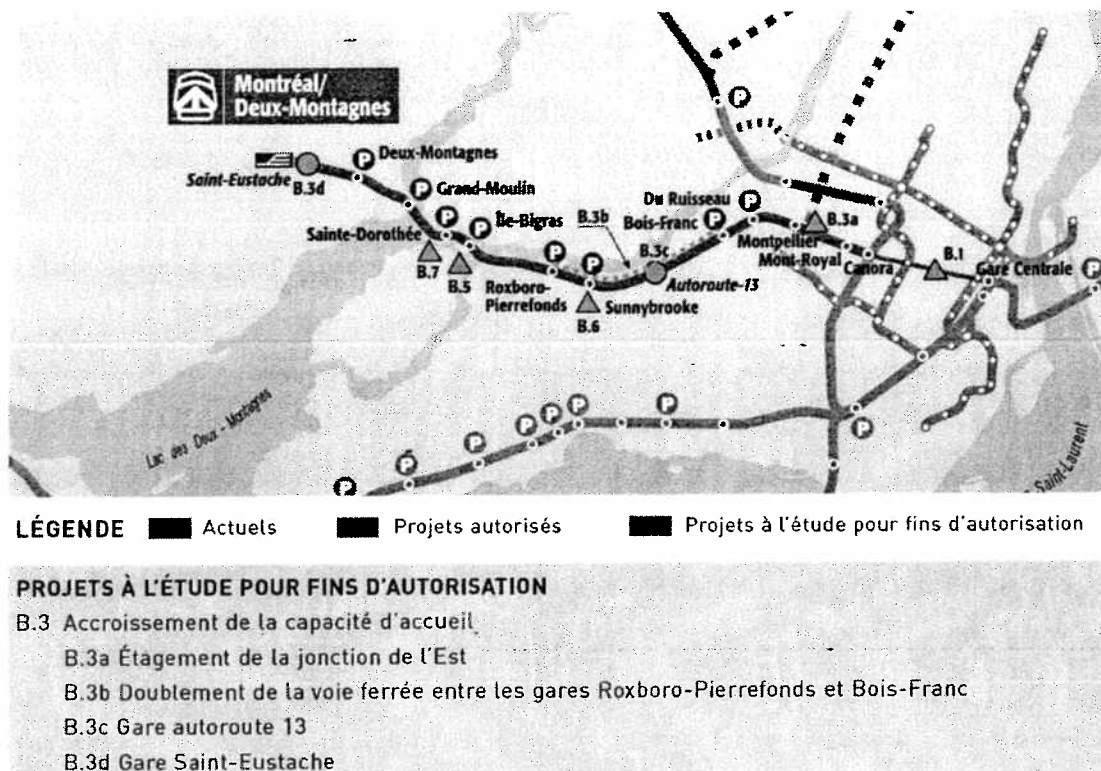 Montréal/
Deux-Montagnes
P
P Deux-Montagnes
Saint-Eustache
B.3d
P Grand-Moulin
Du Ruisseau P
P Île-Bigras
B.3b
Bois-Franc P
B.3a
Sainte-Dorothée
P
B.3c
Montpellier
B.7
B.5
P
P
Mont-Royal
Canora
B.1
Gare Centrale P
Autoroute-13
Roxboro-
Pierrefonds
Sunnybrooke
B.6
Lac des Deux-Montagnes
P
P
P
P
P
P
P
P
Saint-Laurent
LÉGENDE Actuels Projets autorisés Projets à l'étude pour fins d'autorisation
PROJETS À L'ÉTUDE POUR FINS D'AUTORISATION
B.3 Accroissement de la capacité d'accueil
B.3a Étagement de la jonction de l'Est
B.3b Doublement de la voie ferrée entre les gares Roxboro-Pierrefonds et Bois-Franc
B.3c Gare autoroute 13
B.3d Gare Saint-Eustache